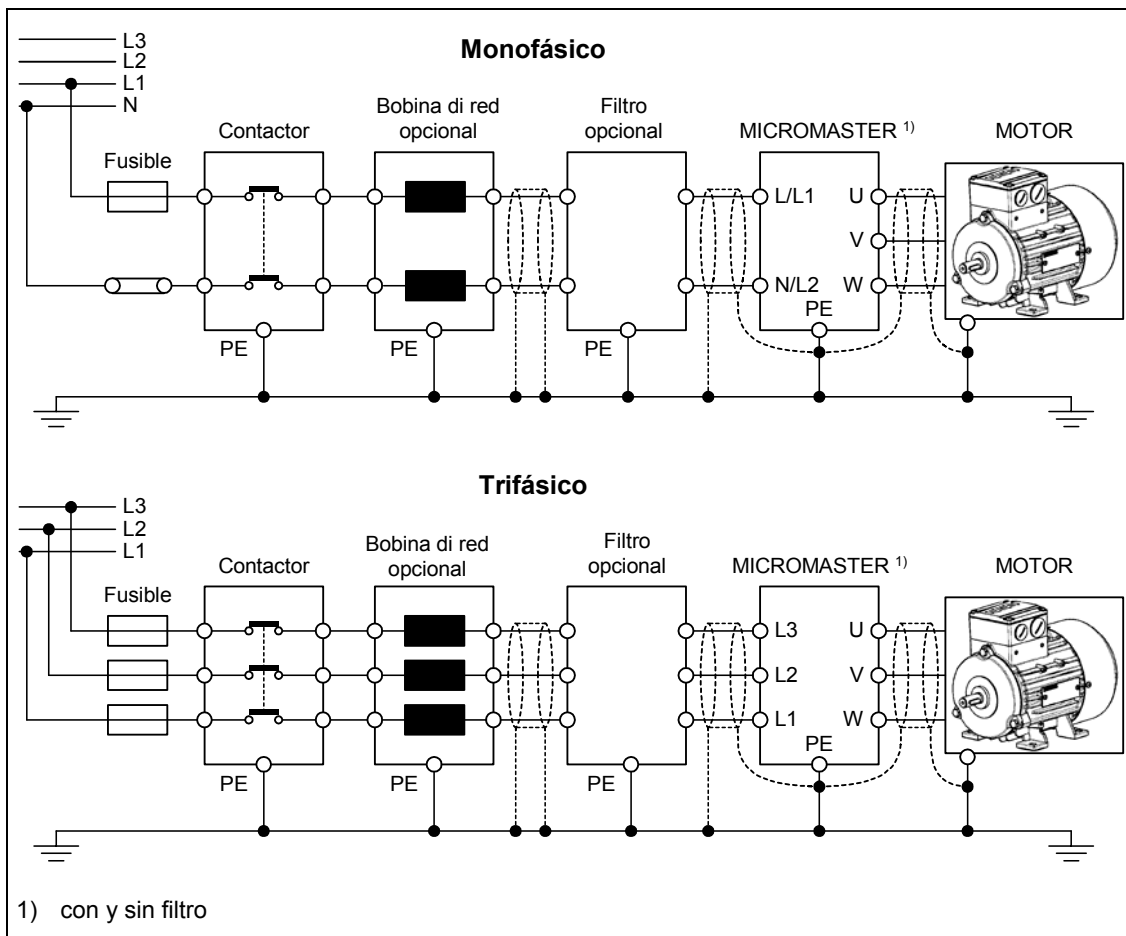 L3
Monofásico
L2
L1
N
Bobina di red
opcional
Filtro
opcional
Contactor
MICROMASTER 1)
MOTOR
Fusible
L/L1
U
V
N/L2
W
PE
PE
PE
PE
Trifásico
L3
L2
L1
Bobina di red
opcional
Filtro
opcional
Contactor
MICROMASTER 1)
MOTOR
Fusible
L3
U
L2
V
L1
W
PE
PE
PE
PE
1) con y sin filtro